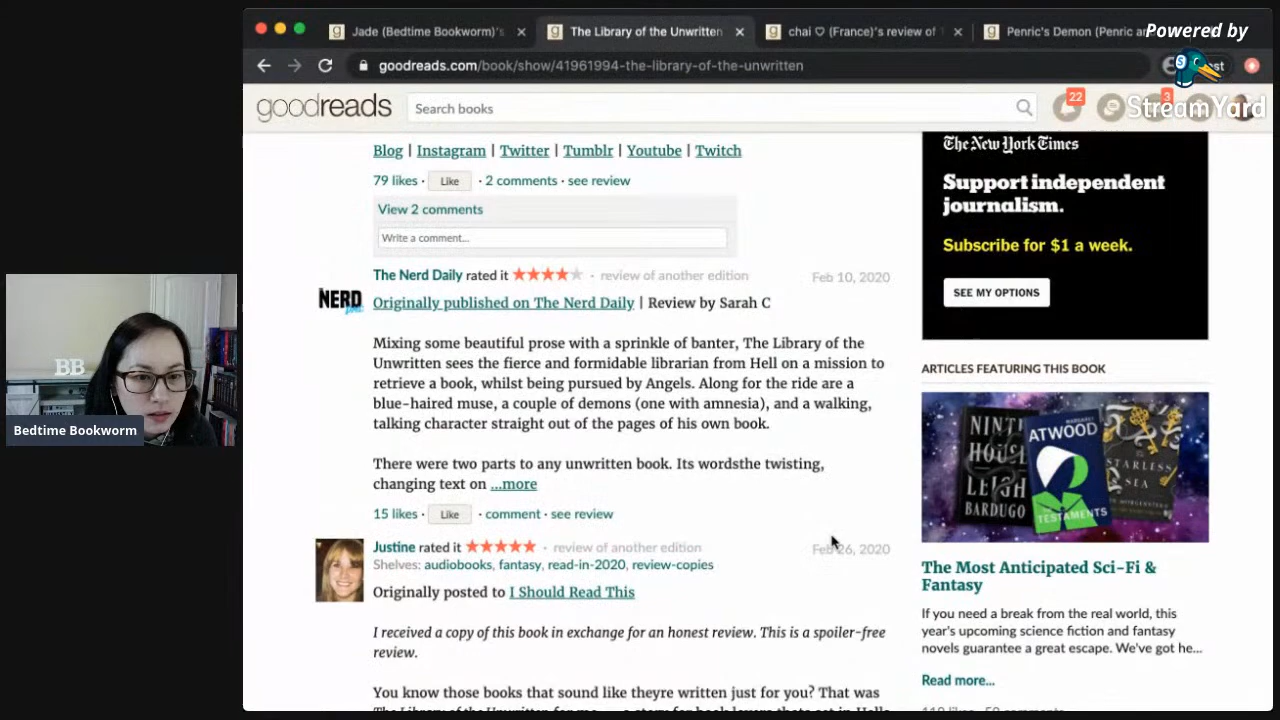 Jade (Bedtime Bookworm)'s
The Library of the Unwritten
chai ♡ (France)'s review of
Penric's Demon (Penric an
Powered by
goodreads.com/book/show/41961994-the-library-of-the-unwritten
StreamYard
goodreads
Search books
22
3
Blog | Instagram | Twitter | Tumblr | Youtube | Twitch
79 likes · Like · 2 comments · see review
View 2 comments
Write a comment...
The Nerd Daily rated it ★★★★★ · review of another edition
Feb 10, 2020
NERD
Originally published on The Nerd Daily | Review by Sarah C
Mixing some beautiful prose with a sprinkle of banter, The Library of the
Unwritten sees the fierce and formidable librarian from Hell on a mission to
retrieve a book, whilst being pursued by Angels. Along for the ride are a
blue-haired muse, a couple of demons (one with amnesia), and a walking,
talking character straight out of the pages of his own book.
There were two parts to any unwritten book. Its wordsthe twisting,
changing text on ...more
15 likes · Like · comment · see review
Justine rated it ★★★★★ · review of another edition
Feb 26, 2020
Shelves: audiobooks, fantasy, read-in-2020, review-copies
Originally posted to I Should Read This
I received a copy of this book in exchange for an honest review. This is a spoiler-free
review.
You know those books that sound like theyre written just for you? That was
The New York Times
Support independent
journalism.
Subscribe for $1 a week.
SEE MY OPTIONS
ARTICLES FEATURING THIS BOOK
NINTH
HOUSE
LEIGH
BARDUGO
ATWOOD
THE
TESTAMENTS
STARLESS
SEA
The Most Anticipated Sci-Fi &
Fantasy
If you need a break from the real world, this
year's upcoming science fiction and fantasy
novels guarantee a great escape. We've got he...
Read more...
BB
Bedtime Bookworm